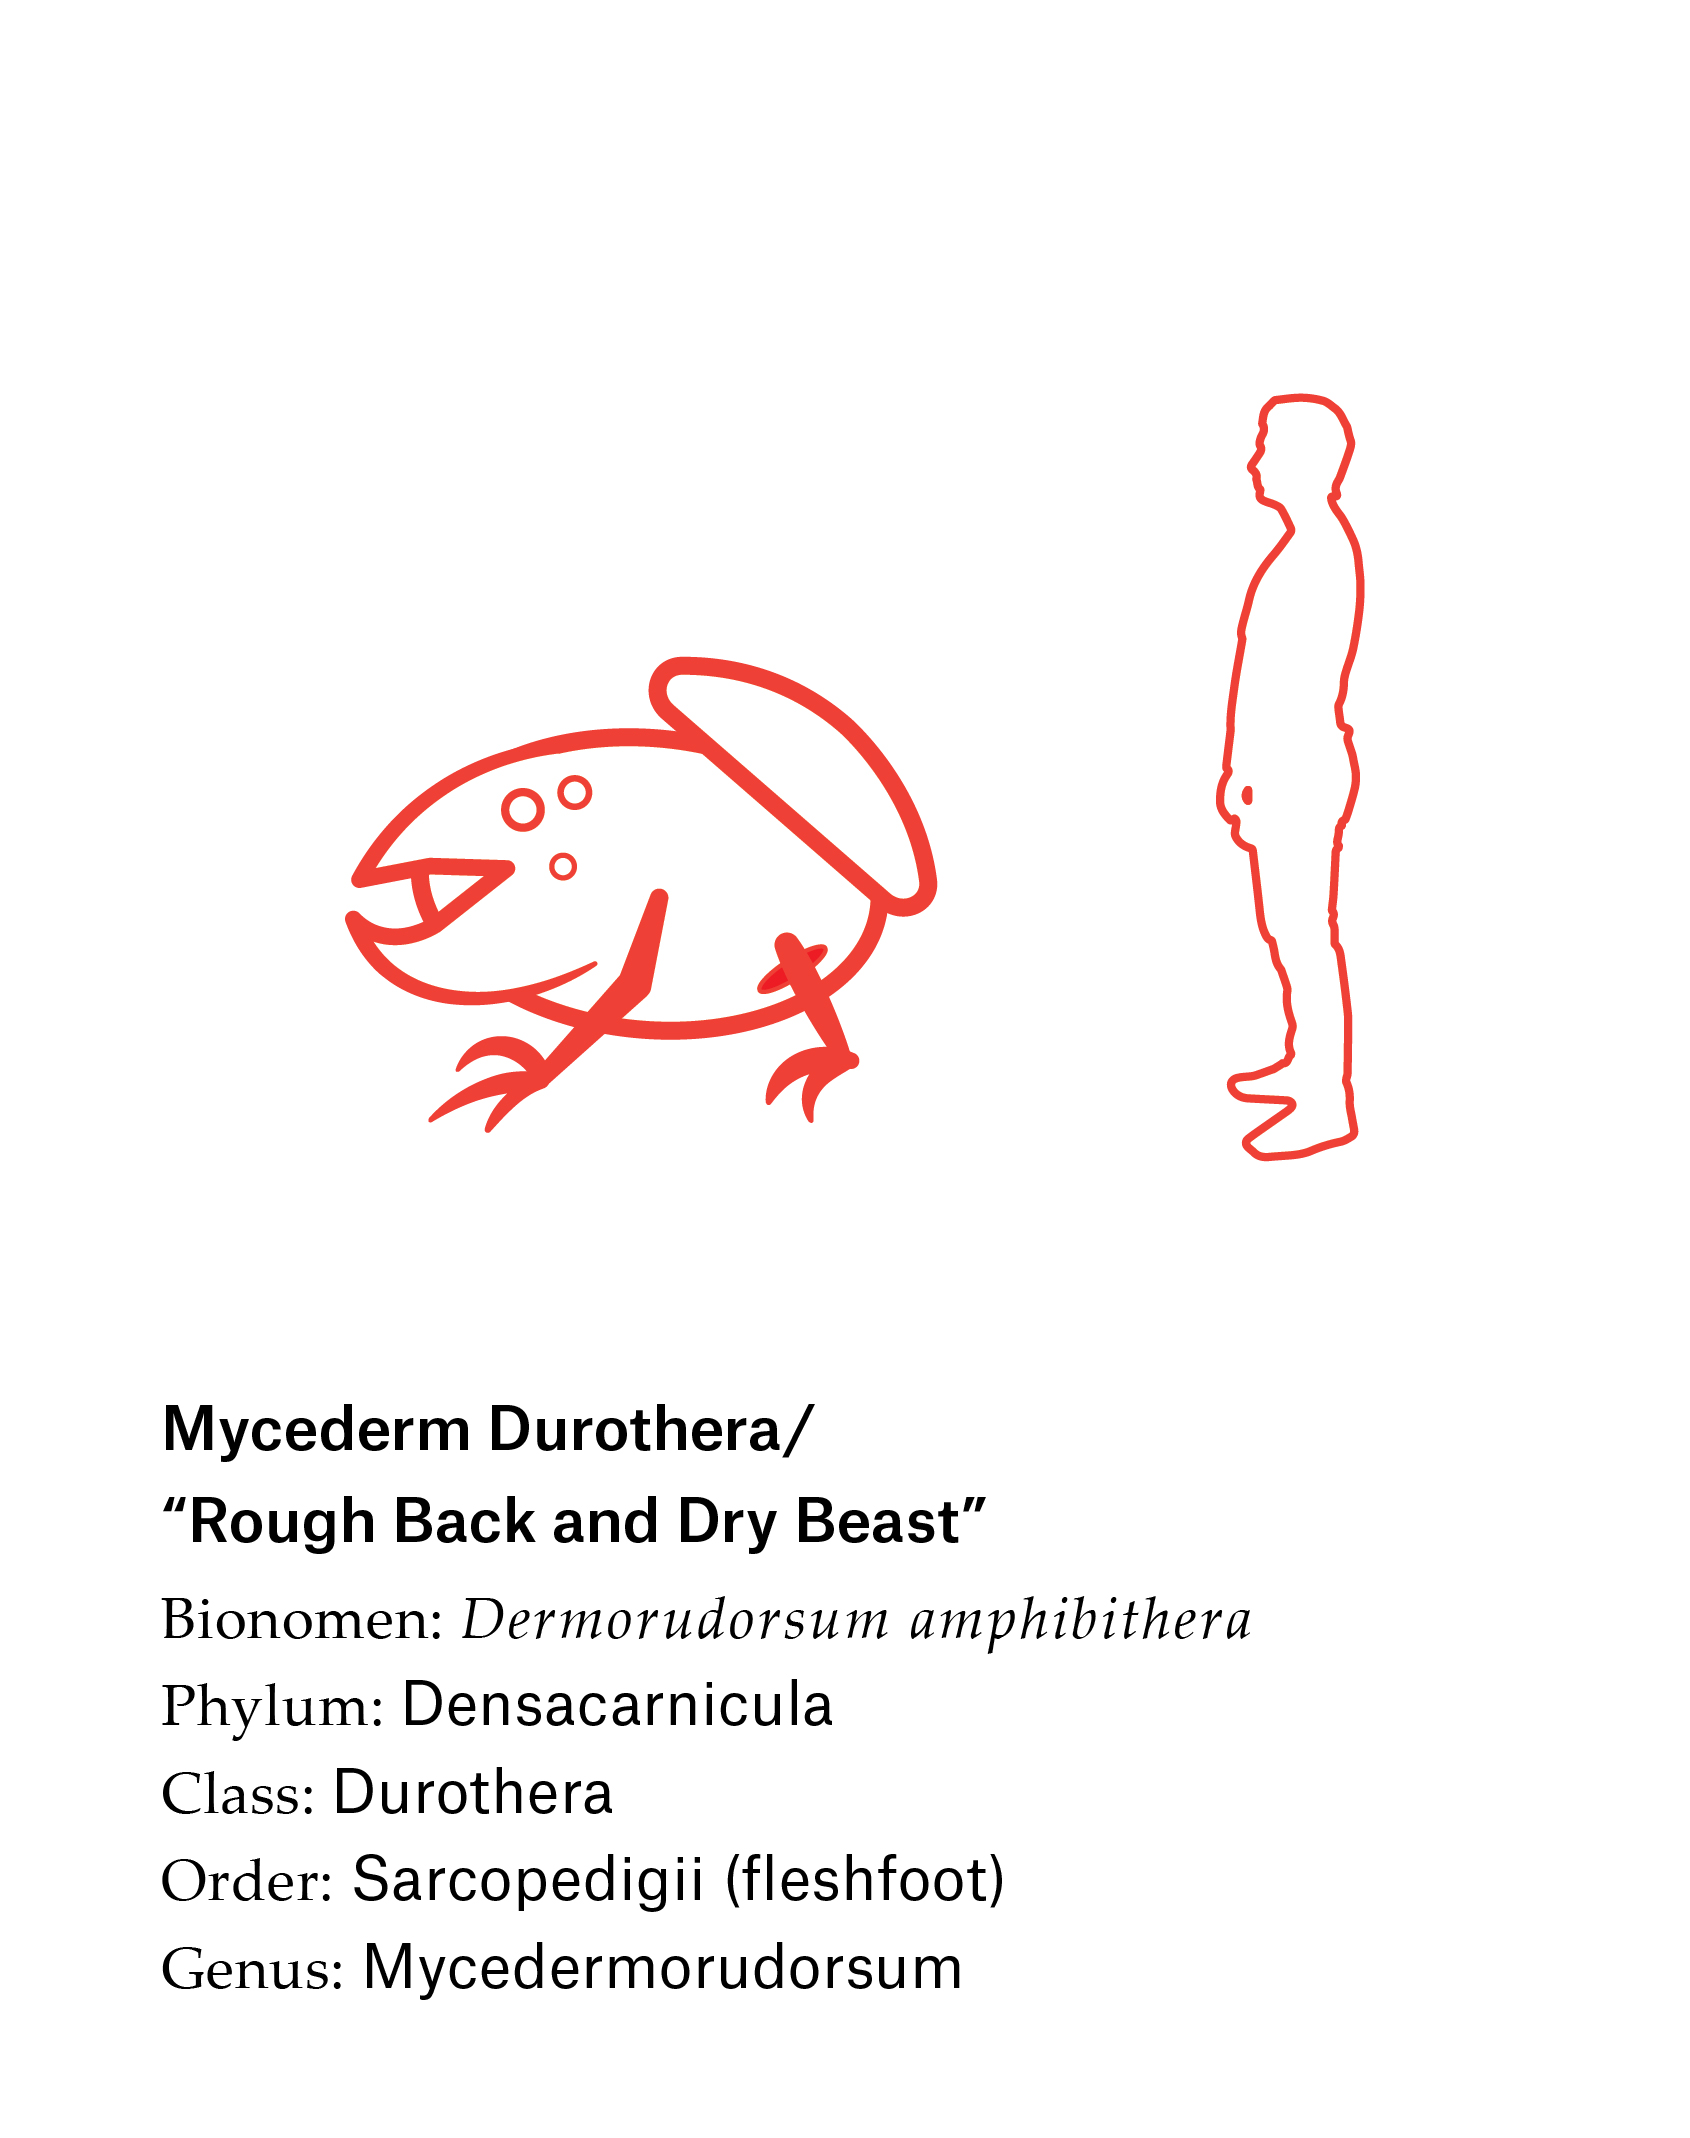 Mycederm Durothera/
“Rough Back and Dry Beast”
Bionomen: Dermorudorsum amphibithera
Phylum: Densacarnicula
Class: Durothera
Order: Sarcopedigii (fleshfoot)
Genus: Mycedermorudorsum